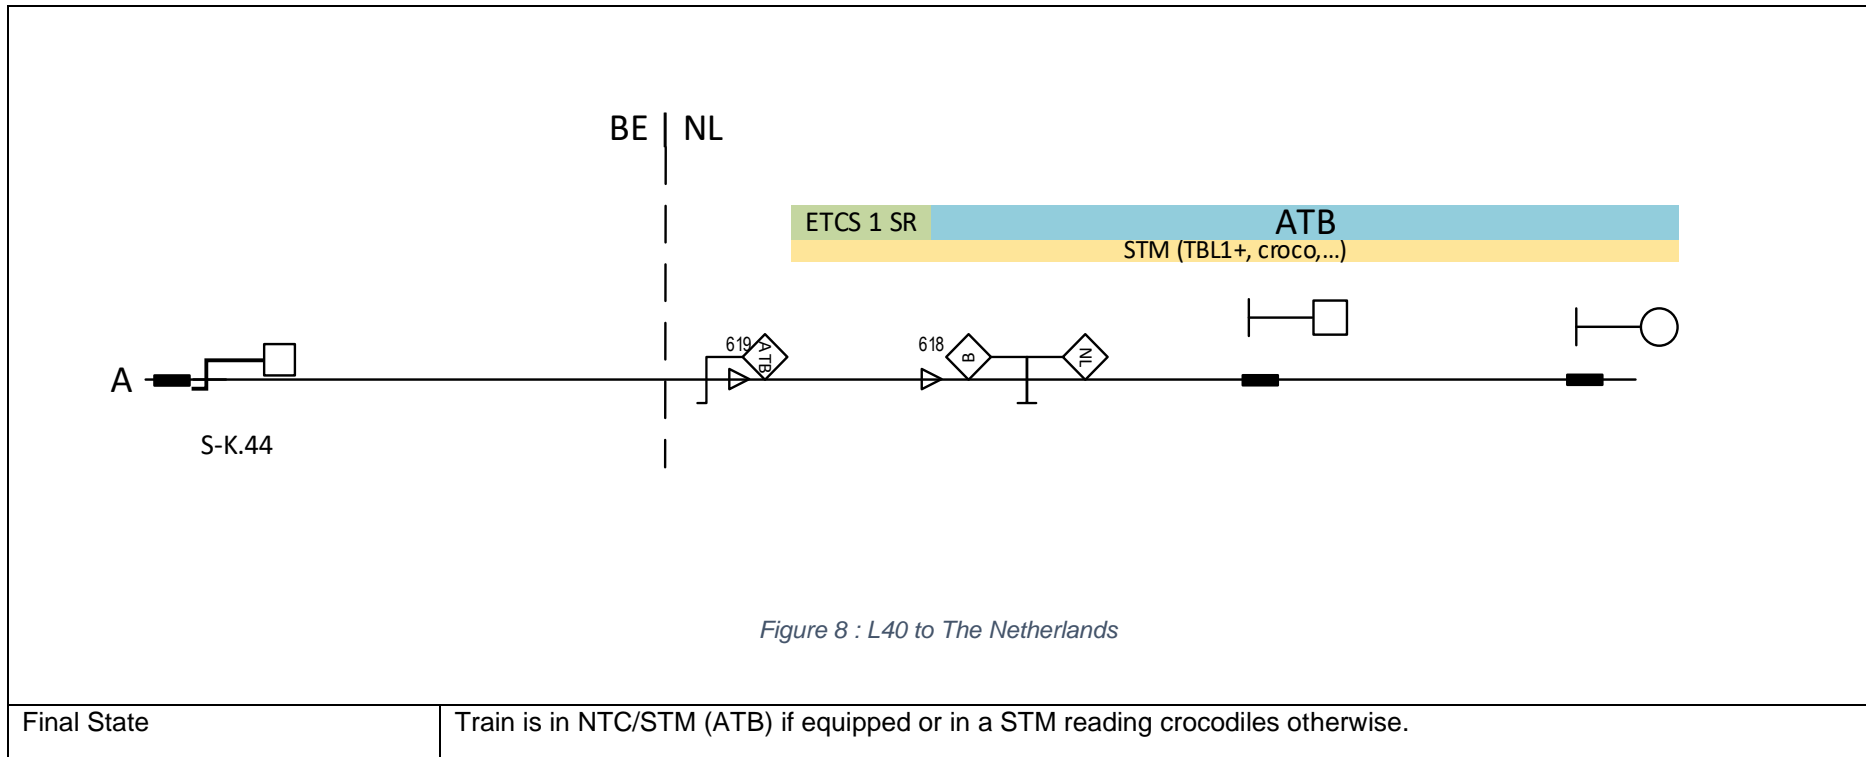 BE | NL
ETCS 1 SR
ATB
STM (TBL1+, croco,...)
619
ATB
618
B
NL
A
S-K.44
Figure 8 : L40 to The Netherlands
Final State
Train is in NTC/STM (ATB) if equipped or in a STM reading crocodiles otherwise.